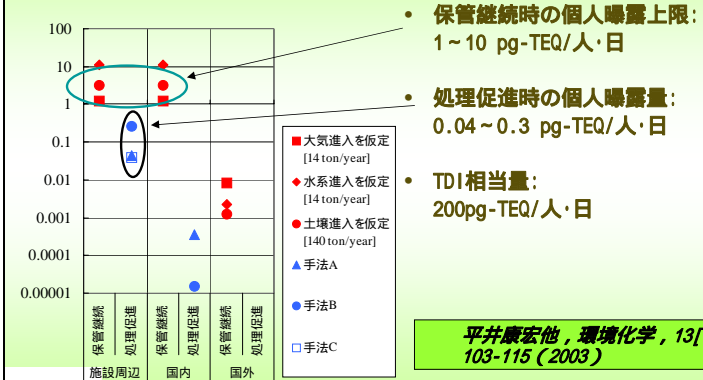 • 保管継続時の個人曝露上限:
1～10 pg-TEQ/人･日
• 処理促進時の個人曝露量:
0.04～0.3 pg-TEQ/人･日
• TDI相当量:
200pg-TEQ/人･日
100
10
1
0.1
0.01
0.001
0.0001
0.00001
保管継続
処理促進
保管継続
処理促進
保管継続
処理促進
施設周辺
国内
国外
大気進入を仮定
[14 ton/year]
水系進入を仮定
[14 ton/year]
土壌進入を仮定
[140 ton/year]
手法A
手法B
手法C
平井康宏他，環境化学，13[
103-115（2003）